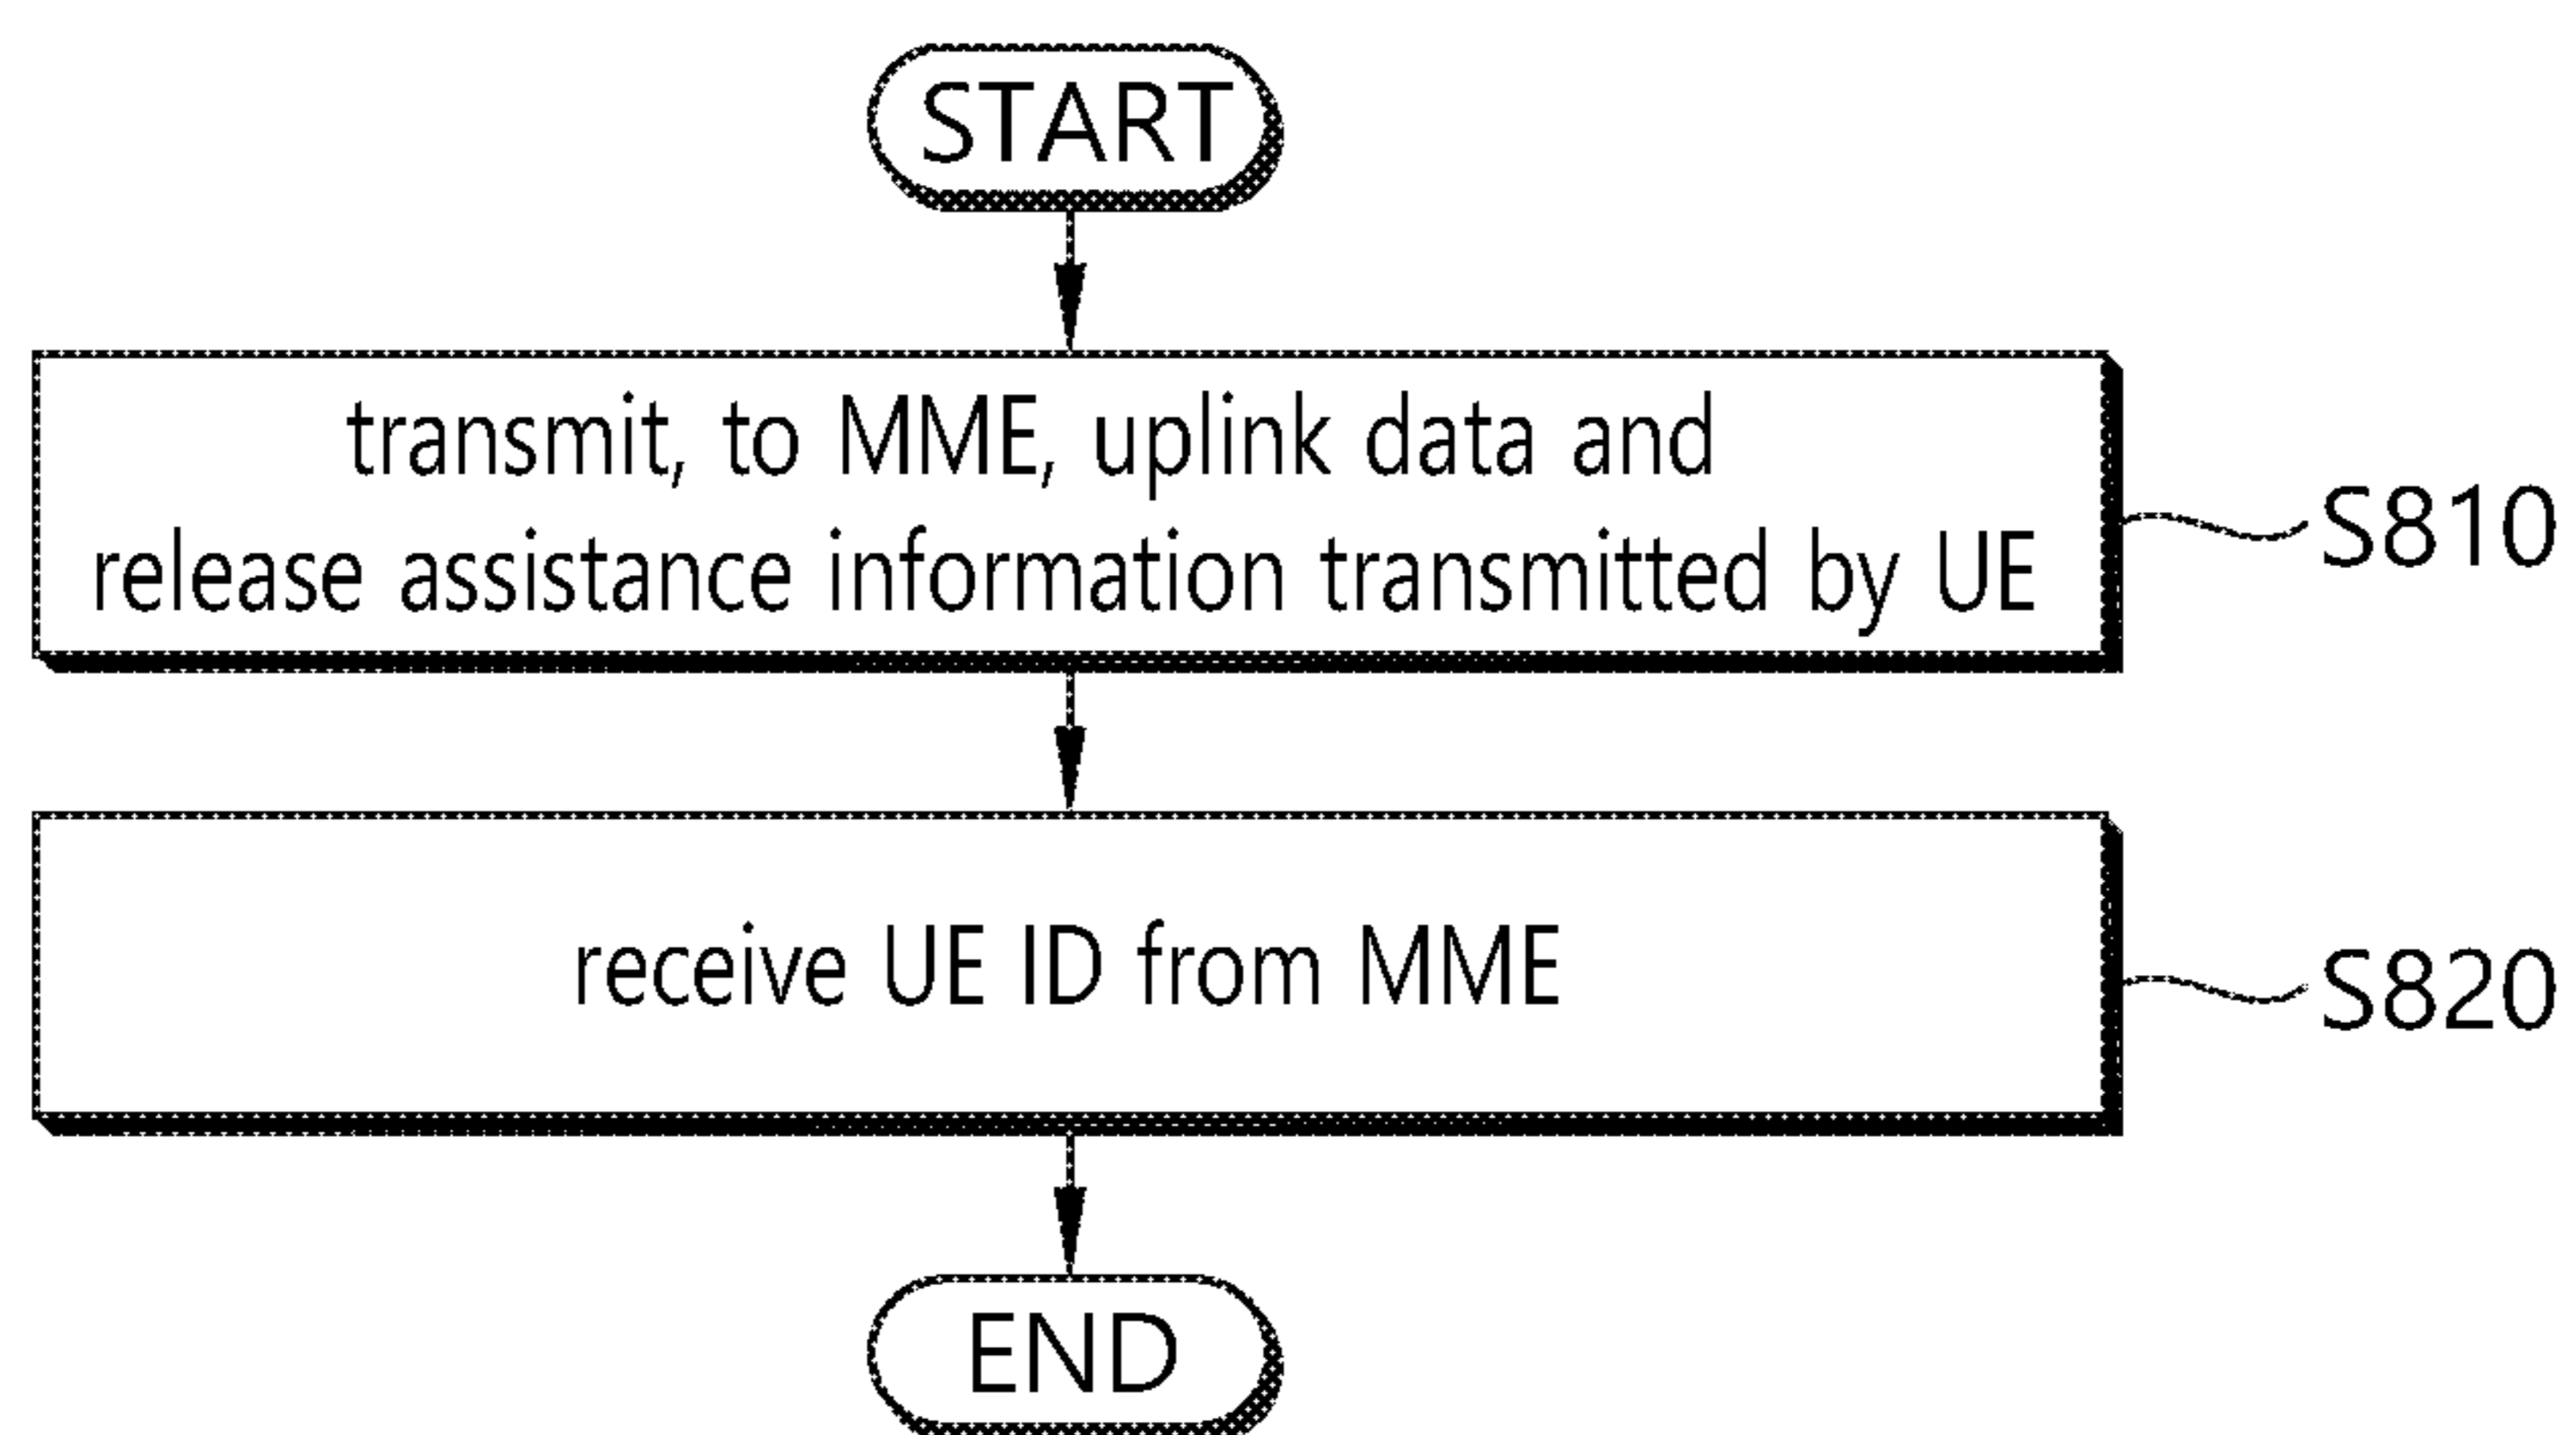 START
transmit, to MME, uplink data and
release assistance information transmitted by UE
S810
receive UE ID from MME
S820
END